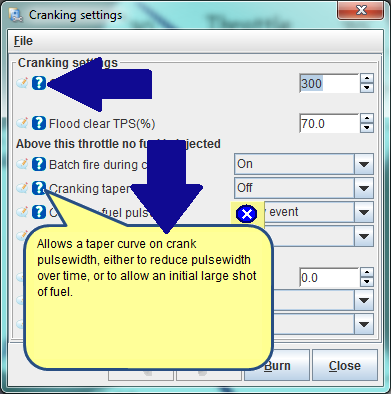 Cranking settings
File
Cranking settings
300
Flood clear TPS(%)
70.0
Above this throttle no fuel injected
Batch fire during
On
Cranking taper
Off
fuel
event
Allows a taper curve on crank
pulsewidth, either to reduce pulsewidth
over time, or to allow an initial large shot
of fuel.
0.0
Burn
Close